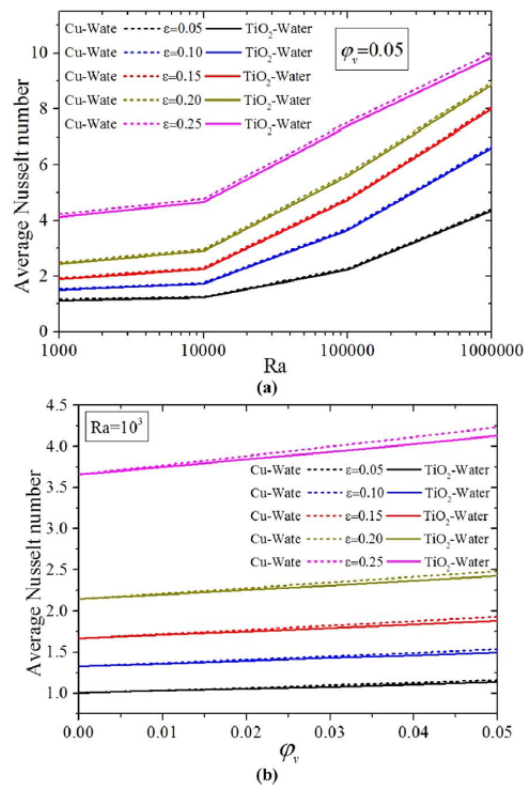 Cu-Wate ε=0.05 TiO₂-Water
Cu-Wate ε=0.10 TiO₂-Water
Cu-Wate ε=0.15 TiO₂-Water
Cu-Wate ε=0.20 TiO₂-Water
Cu-Wate ε=0.25 TiO₂-Water
φᵥ=0.05
Average Nusselt number
10
8
6
4
2
0
1000 10000 100000 1000000
Ra
(a)
Ra=10³
Cu-Wate ε=0.05 TiO₂-Water
Cu-Wate ε=0.10 TiO₂-Water
Cu-Wate ε=0.15 TiO₂-Water
Cu-Wate ε=0.20 TiO₂-Water
Cu-Wate ε=0.25 TiO₂-Water
Average Nusselt number
4.5
4.0
3.5
3.0
2.5
2.0
1.5
1.0
0.00 0.01 0.02 0.03 0.04 0.05
φᵥ
(b)